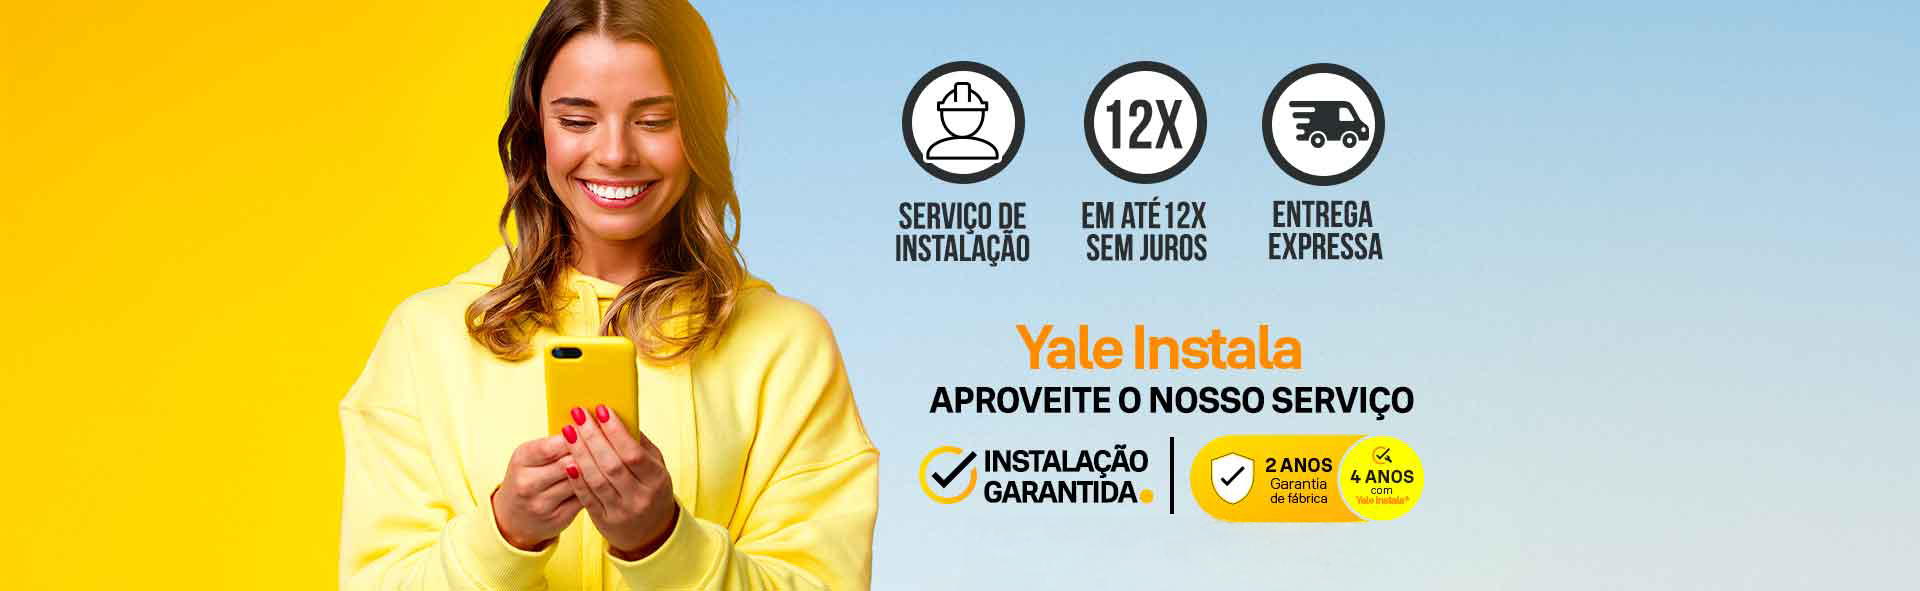 12X
SERVIÇO DE
INSTALAÇÃO
EM ATÉ 12X
SEM JUROS
ENTREGA
EXPRESSA
Yale Instala
APROVEITE O NOSSO SERVIÇO
INSTALAÇÃO
GARANTIDA.
2 ANOS
Garantia
de fábrica
4 ANOS
com
Yale Instala*